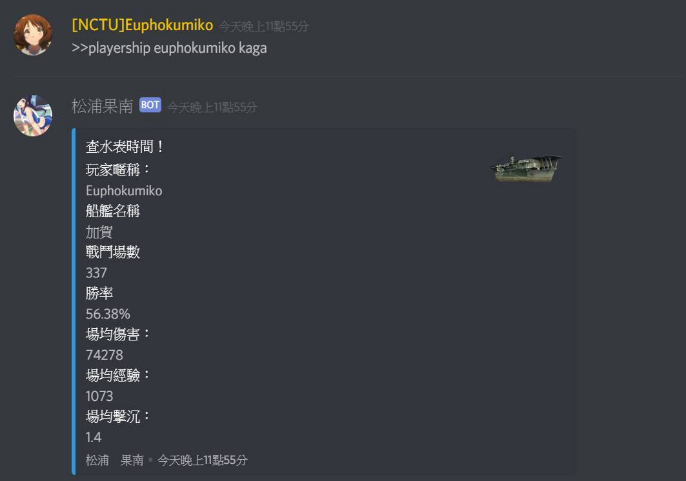 [NCTU]Euphokumiko 今天晚上11點55分
>>playership euphokumiko kaga
松浦果南 BOT 今天晚上11點55分
查水表時間！
玩家暱稱：
Euphokumiko
船艦名稱
加賀
戰鬥場數
337
勝率
56.38%
場均傷害：
74278
場均經驗：
1073
場均擊沉：
1.4
松浦　果南 • 今天晚上11點55分